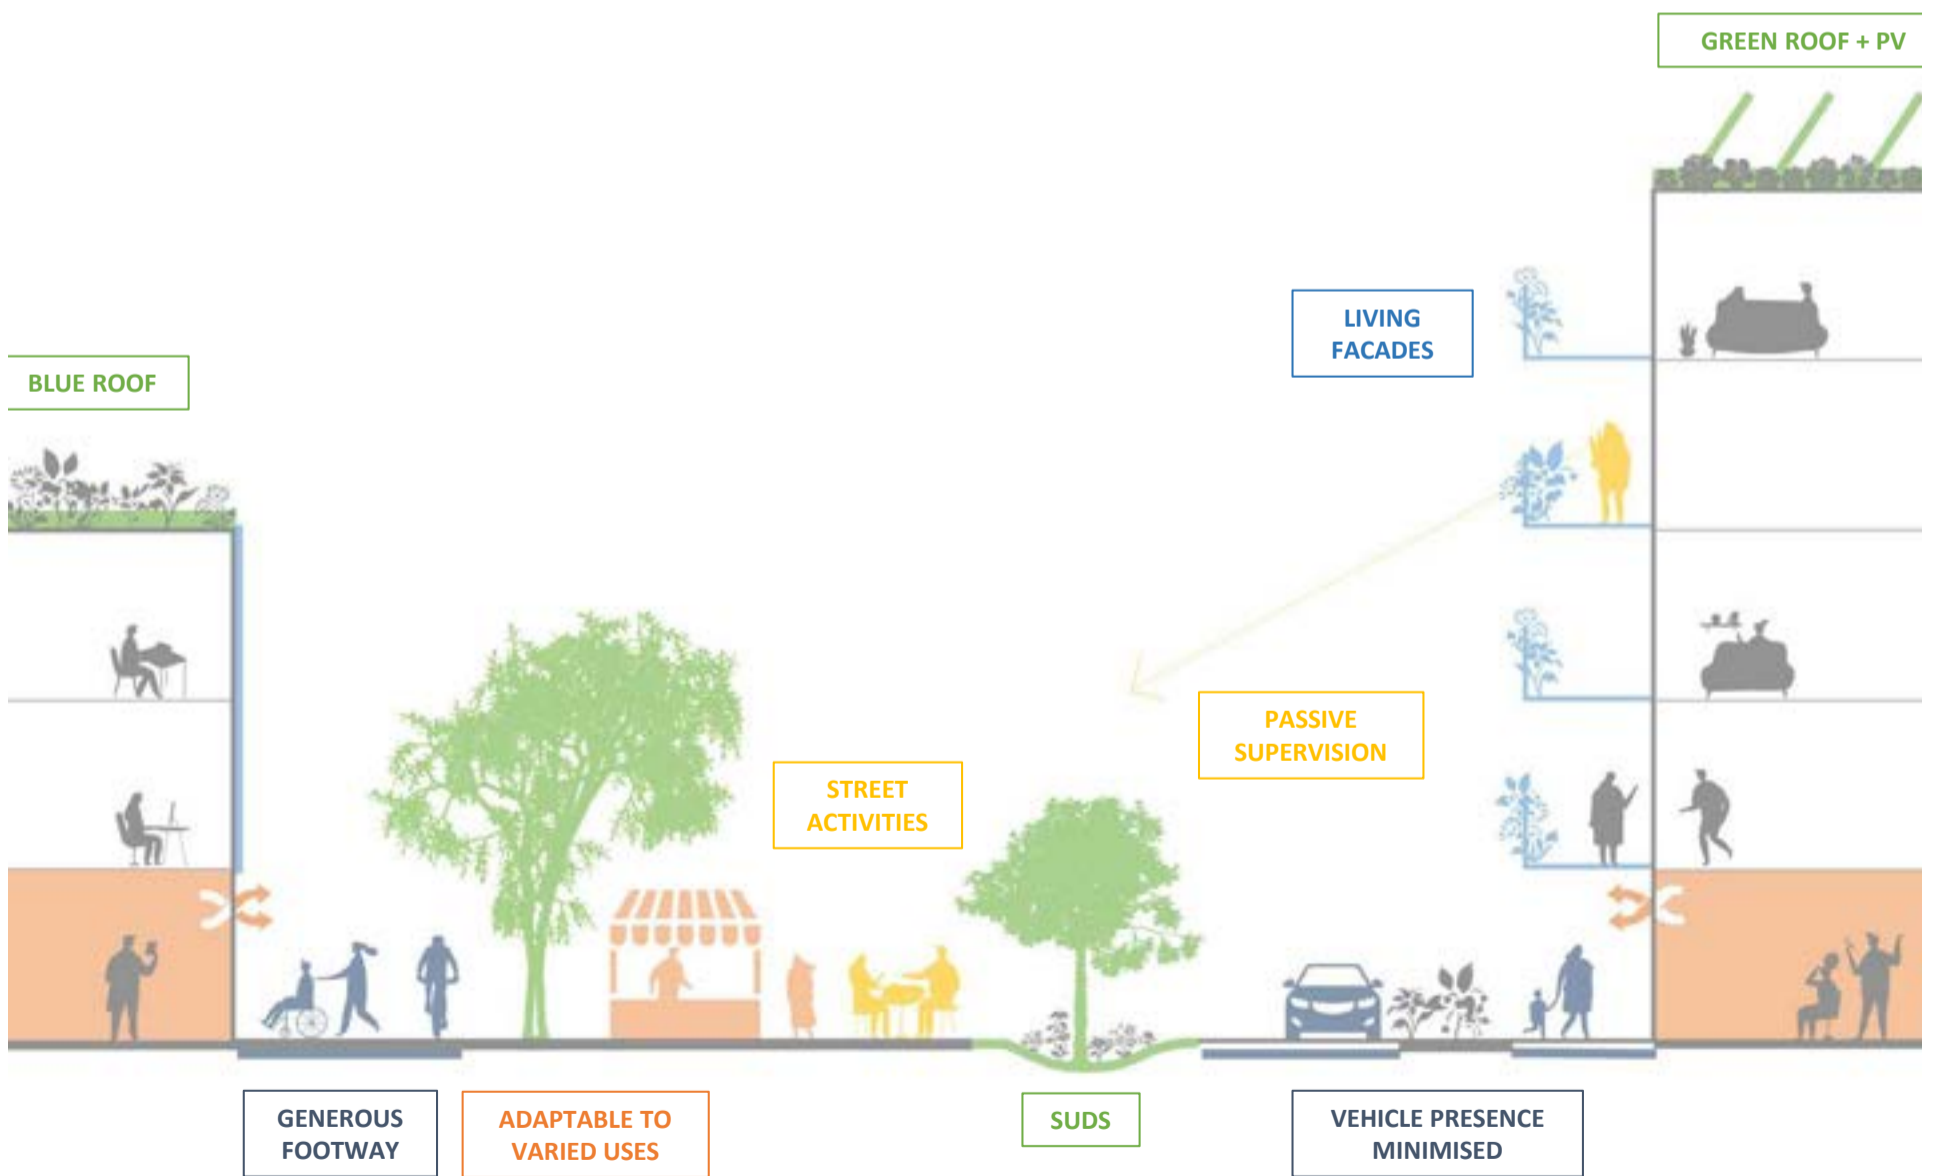 GREEN ROOF + PV
LIVING
FACADES
BLUE ROOF
PASSIVE
SUPERVISION
STREET
ACTIVITIES
GENEROUS
FOOTWAY
ADAPTABLE TO
VARIED USES
SUDS
VEHICLE PRESENCE
MINIMISED